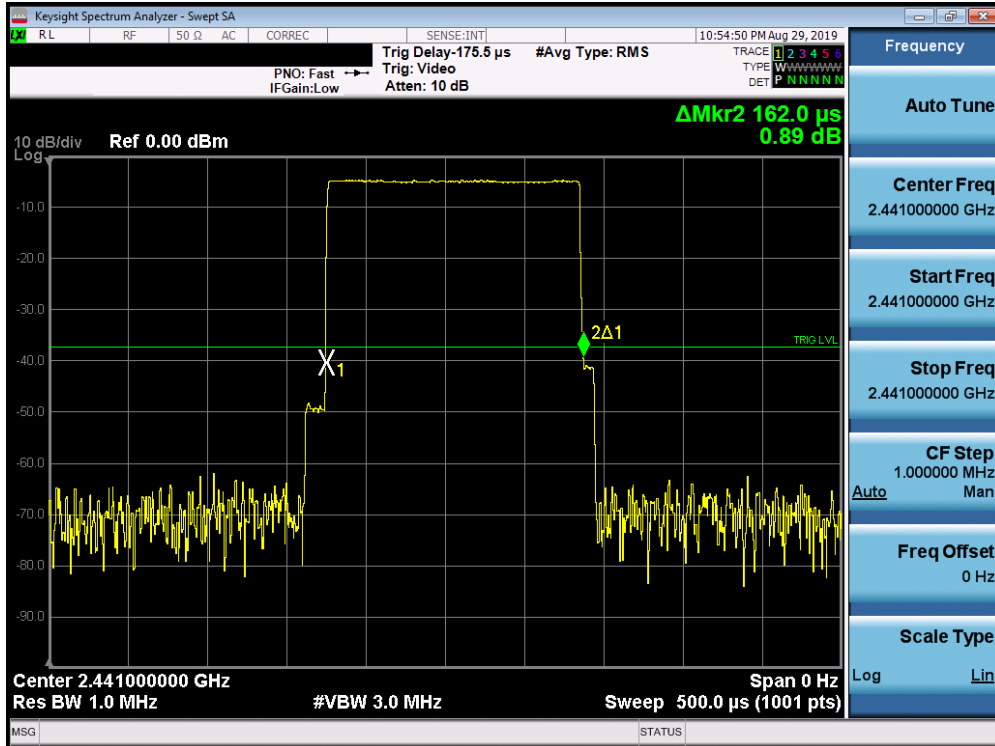 Keysight Spectrum Analyzer - Swept SA
LXI RL RF 50 Ω AC CORREC SENSE:INT 10:54:50 PM Aug 29, 2019
Trig Delay-175.5 µs #Avg Type: RMS TRACE 1 2 3 4 5 6
PNO: Fast Trig: Video TYPE WWWWWW
IFGain:Low Atten: 10 dB DET P N N N N N
ΔMkr2 162.0 µs
0.89 dB
10 dB/div Ref 0.00 dBm
Log
-10.0
-20.0
-30.0
2Δ1
TRIG LVL
-40.0
1
-50.0
-60.0
-70.0
-80.0
-90.0
Center 2.441000000 GHz Span 0 Hz
Res BW 1.0 MHz #VBW 3.0 MHz Sweep 500.0 µs (1001 pts)
MSG STATUS
Frequency
Auto Tune
Center Freq
2.441000000 GHz
Start Freq
2.441000000 GHz
Stop Freq
2.441000000 GHz
CF Step
1.000000 MHz
Auto Man
Freq Offset
0 Hz
Scale Type
Log Lin